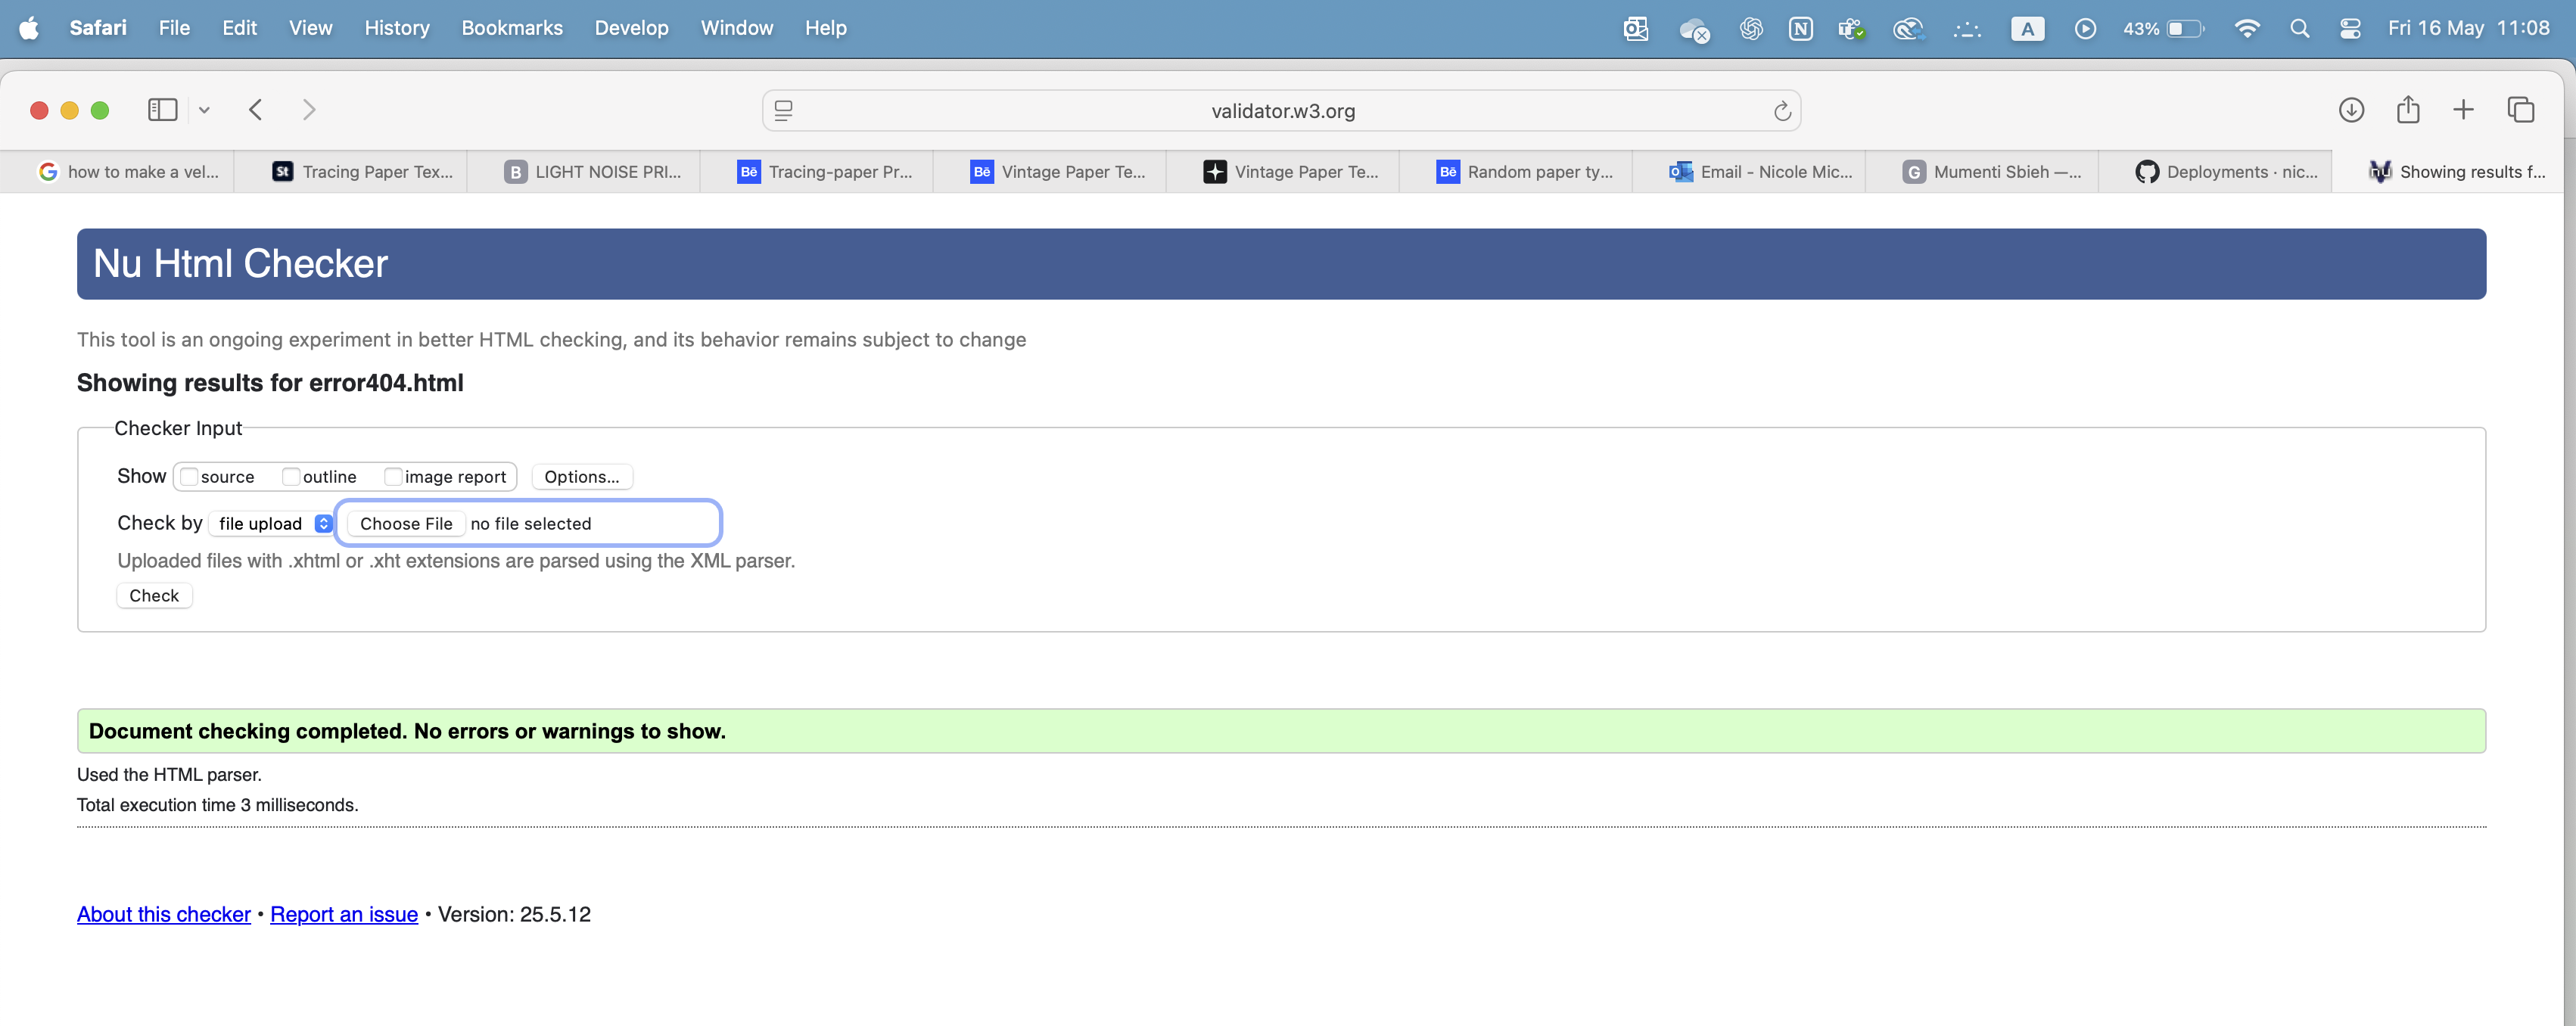 Safari File Edit View History Bookmarks Develop Window Help A 43% Fri 16 May 11:08
validator.w3.org
how to make a vel... St Tracing Paper Tex... B LIGHT NOISE PRI... Bē Tracing-paper Pr... Bē Vintage Paper Te... Vintage Paper Te... Bē Random paper ty... Email - Nicole Mic... G Mumenti Sbieh —... Deployments · nic... nu Showing results f...
Nu Html Checker
This tool is an ongoing experiment in better HTML checking, and its behavior remains subject to change
Showing results for error404.html
Checker Input
Show source outline image report Options...
Check by file upload Choose File no file selected
Uploaded files with .xhtml or .xht extensions are parsed using the XML parser.
Check
Document checking completed. No errors or warnings to show.
Used the HTML parser.
Total execution time 3 milliseconds.
About this checker • Report an issue • Version: 25.5.12